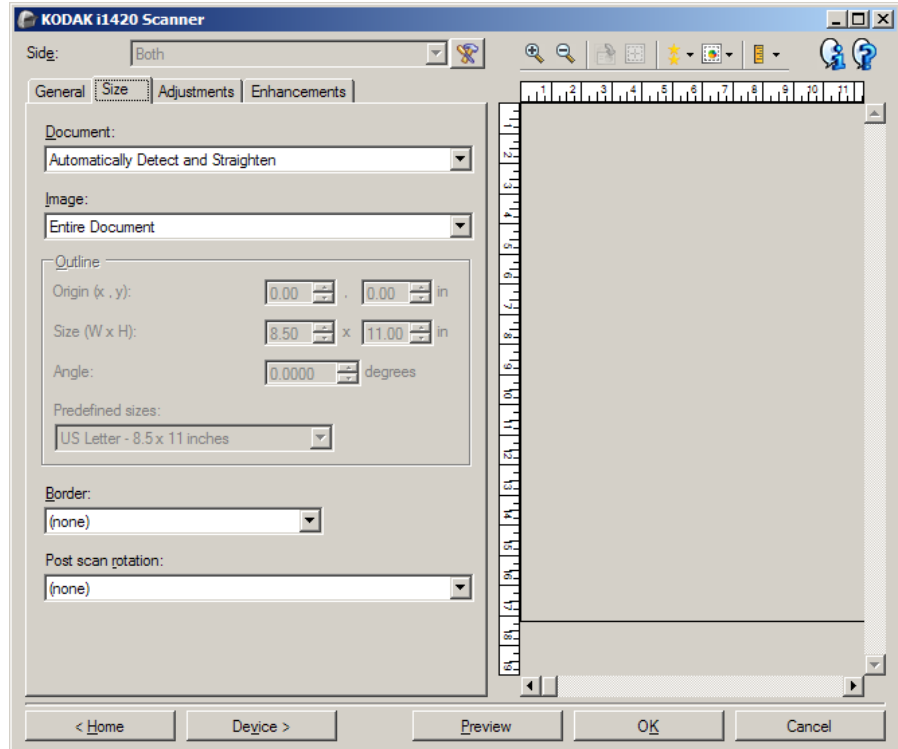 KODAK i1420 Scanner
Side: Both
General Size Adjustments Enhancements
Document:
Automatically Detect and Straighten
Image:
Entire Document
Outline
Origin (x , y): 0.00 , 0.00 in
Size (W x H): 8.50 x 11.00 in
Angle: 0.0000 degrees
Predefined sizes:
US Letter - 8.5 x 11 inches
Border:
(none)
Post scan rotation:
(none)
1 2 3 4 5 6 7 8 9 10 11
1
2
3
4
5
6
7
8
9
10
11
12
13
14
15
16
17
18
19
< Home Device > Preview OK Cancel